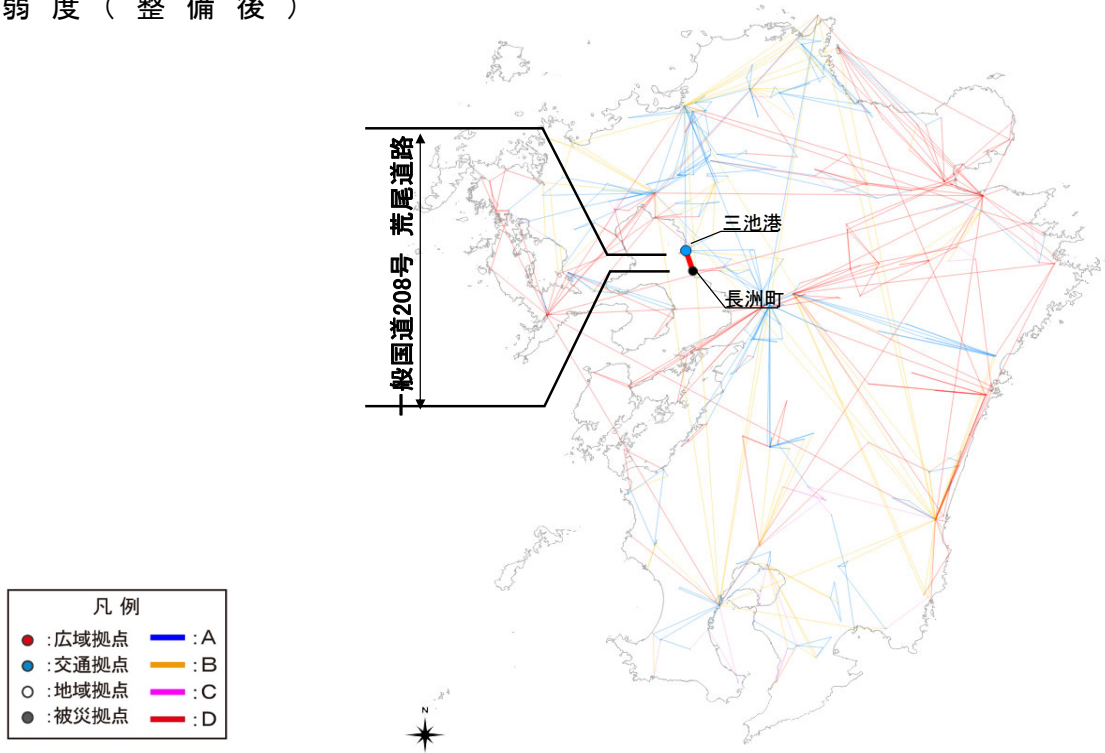 弱度（整備後）
一般国道208号 荒尾道路
三池港
長洲町
凡例
:広域拠点
:A
:交通拠点
:B
:地域拠点
:C
:被災拠点
:D
N